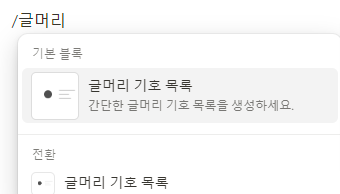 /글머리
기본 블록
글머리 기호 목록
간단한 글머리 기호 목록을 생성하세요.
전환
글머리 기호 목록